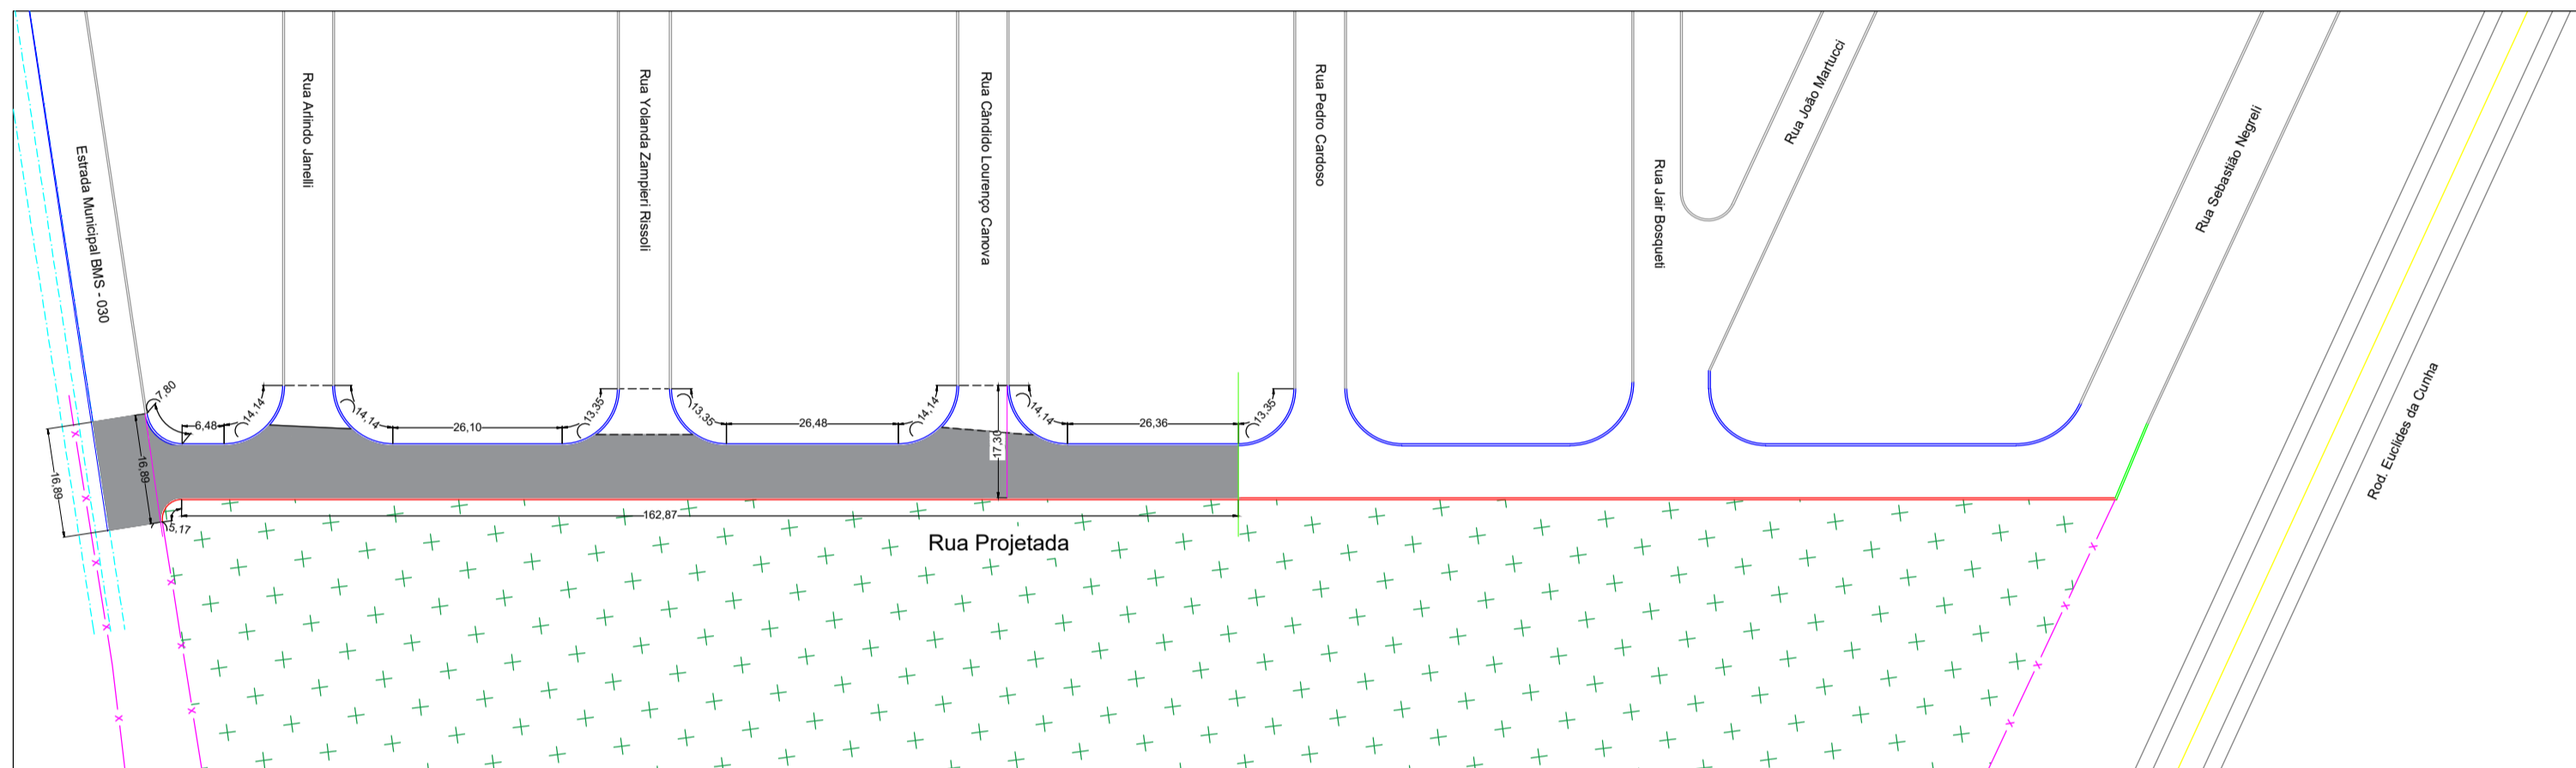 Estrada Municipal BMS - 030
Rua Arlindo Janelli
Rua Yolanda Zampieri Rissoli
Rua Cândido Lourenço Canova
Rua Pedro Cardoso
Rua Jair Bosqueti
Rua João Martucci
Rua Sebastião Negreli
Rod. Euclides da Cunha
7,80
6,48
14,14
14,14
26,10
13,35
13,35
26,48
14,14
17,30
14,14
26,36
13,35
16,89
16,89
5,17
162,87
Rua Projetada